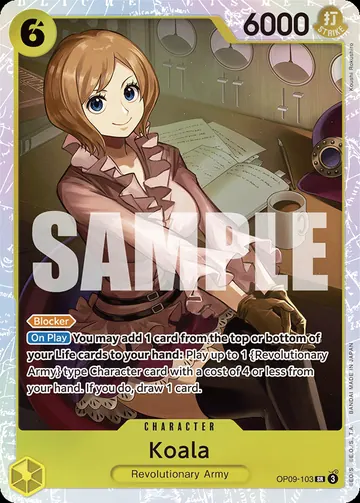 6
6000
打
STRIKE
SAMPLE
Blocker
On Play You may add 1 card from the top or bottom of
your Life cards to your hand: Play up to 1 {Revolutionary
Army} type Character card with a cost of 4 or less from
your hand. If you do, draw 1 card.
CHARACTER
Koala
Revolutionary Army
OP09-103 SR 3
BANDAI MADE IN JAPAN